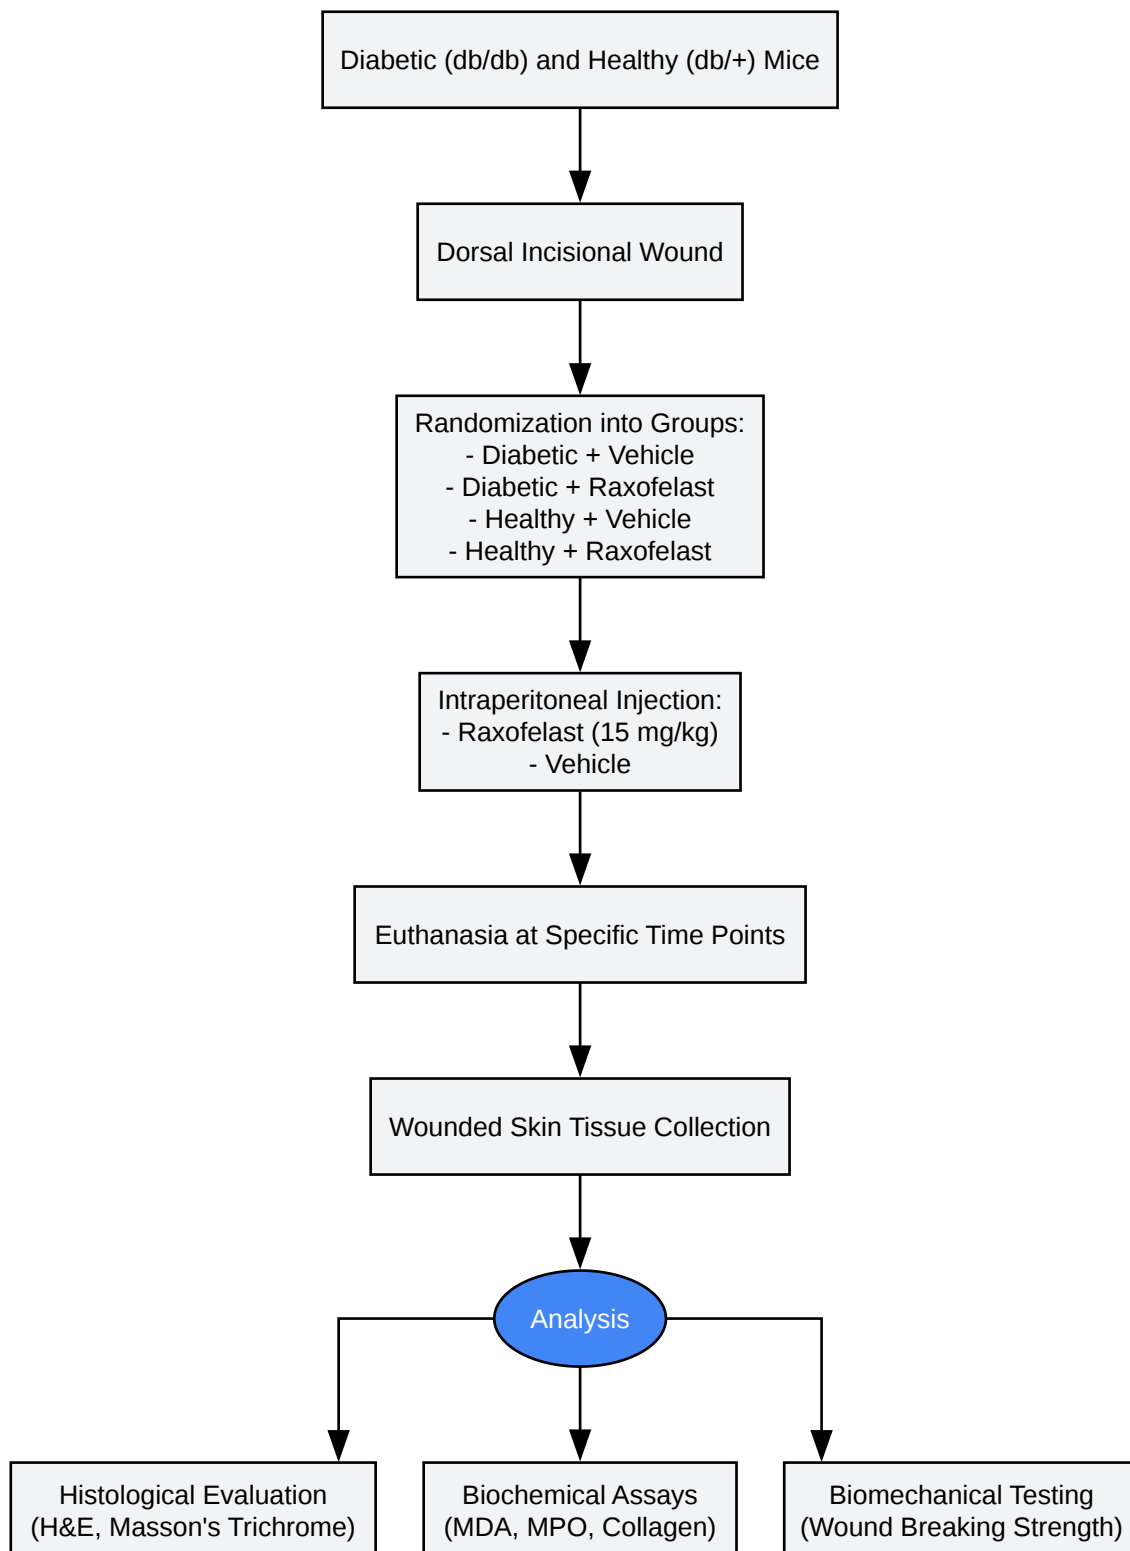 Diabetic (db/db) and Healthy (db/+) Mice
Dorsal Incisional Wound
Randomization into Groups:
- Diabetic + Vehicle
- Diabetic + Raxofelast
- Healthy + Vehicle
- Healthy + Raxofelast
Intraperitoneal Injection:
- Raxofelast (15 mg/kg)
- Vehicle
Euthanasia at Specific Time Points
Wounded Skin Tissue Collection
Analysis
Histological Evaluation
(H&E, Masson's Trichrome)
Biochemical Assays
(MDA, MPO, Collagen)
Biomechanical Testing
(Wound Breaking Strength)